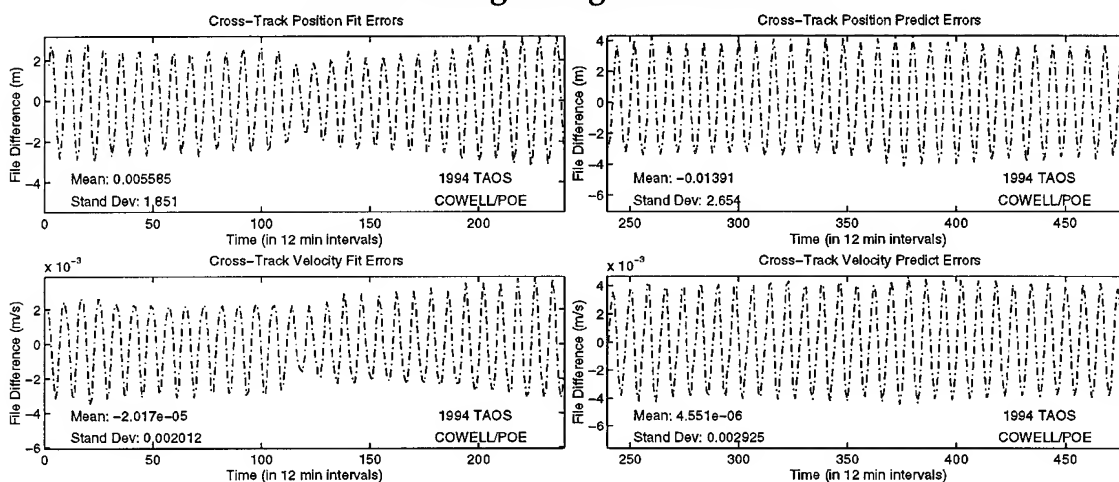 Cross-Track Position Fit Errors
File Difference (m)
2
0
-2
-4
Mean: 0.005565
Stand Dev: 1.651
1994 TAOS
COWELL/POE
0 50 100 150 200
Time (in 12 min intervals)
Cross-Track Position Predict Errors
File Difference (m)
4
2
0
-2
-4
-6
Mean: -0.01391
Stand Dev: 2.654
1994 TAOS
COWELL/POE
250 300 350 400 450
Time (in 12 min intervals)
Cross-Track Velocity Fit Errors
x 10-3
File Difference (m/s)
2
0
-2
-4
-6
Mean: -2.017e-05
Stand Dev: 0.002012
1994 TAOS
COWELL/POE
0 50 100 150 200
Time (in 12 min intervals)
Cross-Track Velocity Predict Errors
x 10-3
File Difference (m/s)
4
2
0
-2
-4
-6
Mean: 4.551e-06
Stand Dev: 0.002925
1994 TAOS
COWELL/POE
250 300 350 400 450
Time (in 12 min intervals)